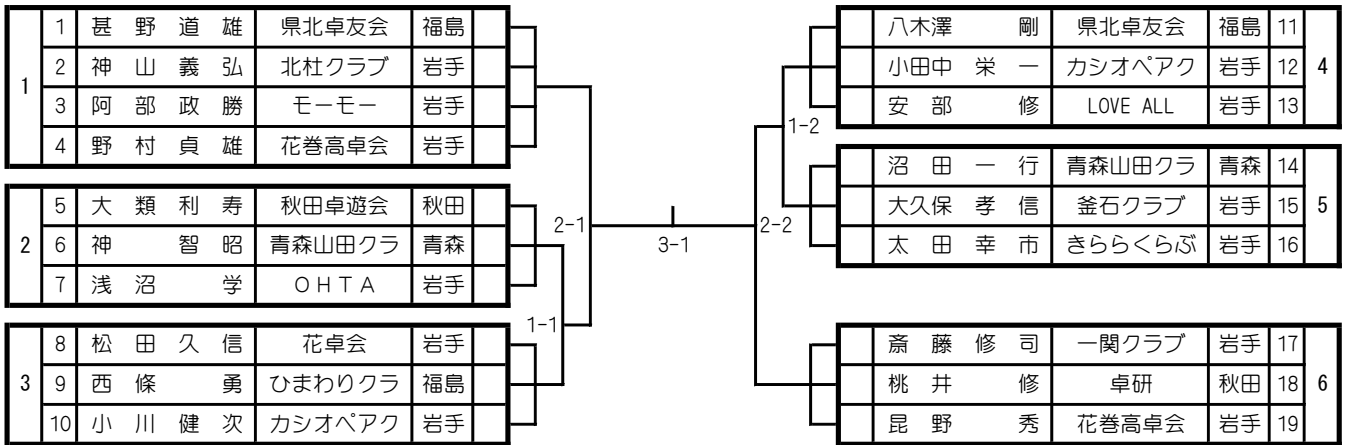 1 甚野道雄 県北卓友会 福島
2 神山義弘 北杜クラブ 岩手
1
3 阿部政勝 モーモー 岩手
4 野村貞雄 花巻高卓会 岩手
5 大類利寿 秋田卓遊会 秋田
2 6 神智昭 青森山田クラ 青森
7 浅沼学 OHTA 岩手
8 松田久信 花卓会 岩手
3 9 西條勇 ひまわりクラ 福島
10 小川健次 カシオペアク 岩手
2-1
1-1
3-1
1-2
2-2
八木澤剛 県北卓友会 福島 11
小田中栄一 カシオペアク 岩手 12 4
安部修 LOVE ALL 岩手 13
沼田一行 青森山田クラ 青森 14
大久保孝信 釜石クラブ 岩手 15 5
太田幸市 きららくらぶ 岩手 16
斎藤修司 一関クラブ 岩手 17
桃井修 卓研 秋田 18 6
昆野秀 花巻高卓会 岩手 19